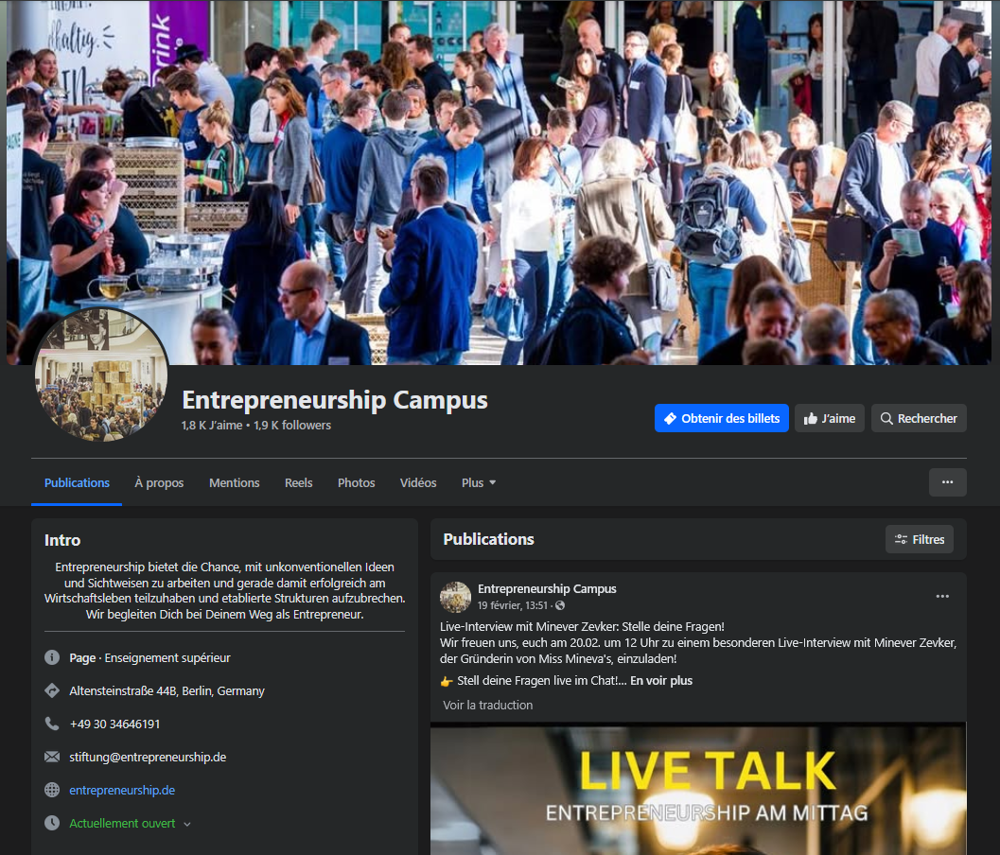 haltig.
Drink
Entrepreneurship Campus
1,8 K J’aime • 1,9 K followers
Obtenir des billets
J’aime
Rechercher
Publications
À propos
Mentions
Reels
Photos
Vidéos
Plus
Intro
Entrepreneurship bietet die Chance, mit unkonventionellen Ideen
und Sichtweisen zu arbeiten und gerade damit erfolgreich am
Wirtschaftsleben teilzuhaben und etablierte Strukturen aufzubrechen.
Wir begleiten Dich bei Deinem Weg als Entrepreneur.
Page · Enseignement supérieur
Altensteinstraße 44B, Berlin, Germany
+49 30 34646191
stiftung@entrepreneurship.de
entrepreneurship.de
Actuellement ouvert
Publications
Filtres
Entrepreneurship Campus
19 février, 13:51 ·
Live-Interview mit Minever Zevker: Stelle deine Fragen!
Wir freuen uns, euch am 20.02. um 12 Uhr zu einem besonderen Live-Interview mit Minever Zevker,
der Gründerin von Miss Mineva's, einzuladen!
👉 Stell deine Fragen live im Chat!... En voir plus
Voir la traduction
LIVE TALK
ENTREPRENEURSHIP AM MITTAG